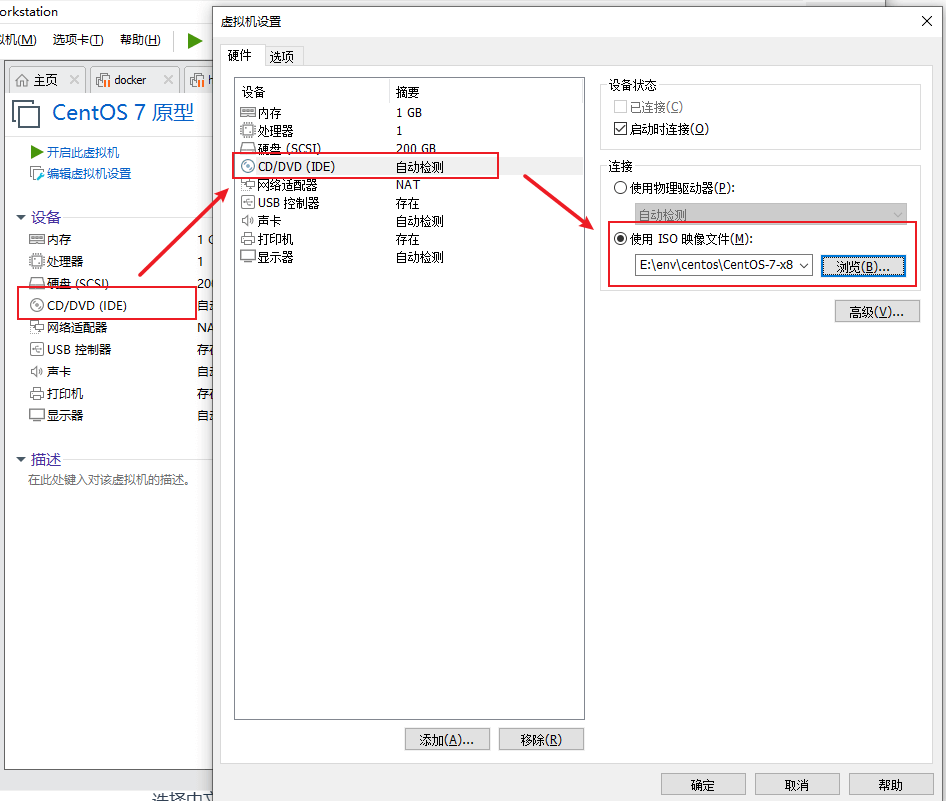 orkstation
拟机(M) 选项卡(T) 帮助(H)
主页 docker
CentOS 7 原型
开启此虚拟机
编辑虚拟机设置
设备
内存 1
处理器 1
硬盘 (SCSI) 20
CD/DVD (IDE) 自
网络适配器 NA
USB 控制器 存
声卡 自
打印机 存
显示器 自
描述
在此处键入对该虚拟机的描述。
选择中文
虚拟机设置
硬件 选项
设备 摘要
内存 1 GB
处理器 1
硬盘 (SCSI) 200 GB
CD/DVD (IDE) 自动检测
网络适配器 NAT
USB 控制器 存在
声卡 自动检测
打印机 存在
显示器 自动检测
添加(A)... 移除(R)
设备状态
已连接(C)
启动时连接(O)
连接
使用物理驱动器(P):
自动检测
使用 ISO 映像文件(M):
E:\env\centos\CentOS-7-x8 浏览(B)...
高级(V)...
确定 取消 帮助